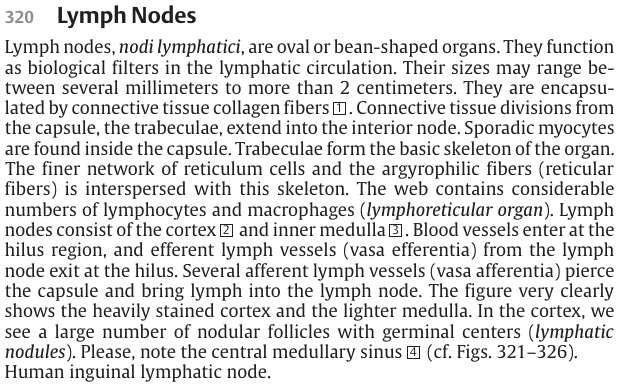 320 Lymph Nodes
Lymph nodes, nodi lymphatici, are oval or bean-shaped organs. They function
as biological filters in the lymphatic circulation. Their sizes may range be-
tween several millimeters to more than 2 centimeters. They are encapsu-
lated by connective tissue collagen fibers 1. Connective tissue divisions from
the capsule, the trabeculae, extend into the interior node. Sporadic myocytes
are found inside the capsule. Trabeculae form the basic skeleton of the organ.
The finer network of reticulum cells and the argyrophilic fibers (reticular
fibers) is interspersed with this skeleton. The web contains considerable
numbers of lymphocytes and macrophages (lymphoreticular organ). Lymph
nodes consist of the cortex 2 and inner medulla 3. Blood vessels enter at the
hilus region, and efferent lymph vessels (vasa efferentia) from the lymph
node exit at the hilus. Several afferent lymph vessels (vasa afferentia) pierce
the capsule and bring lymph into the lymph node. The figure very clearly
shows the heavily stained cortex and the lighter medulla. In the cortex, we
see a large number of nodular follicles with germinal centers (lymphatic
nodules). Please, note the central medullary sinus 4 (cf. Figs. 321–326).
Human inguinal lymphatic node.